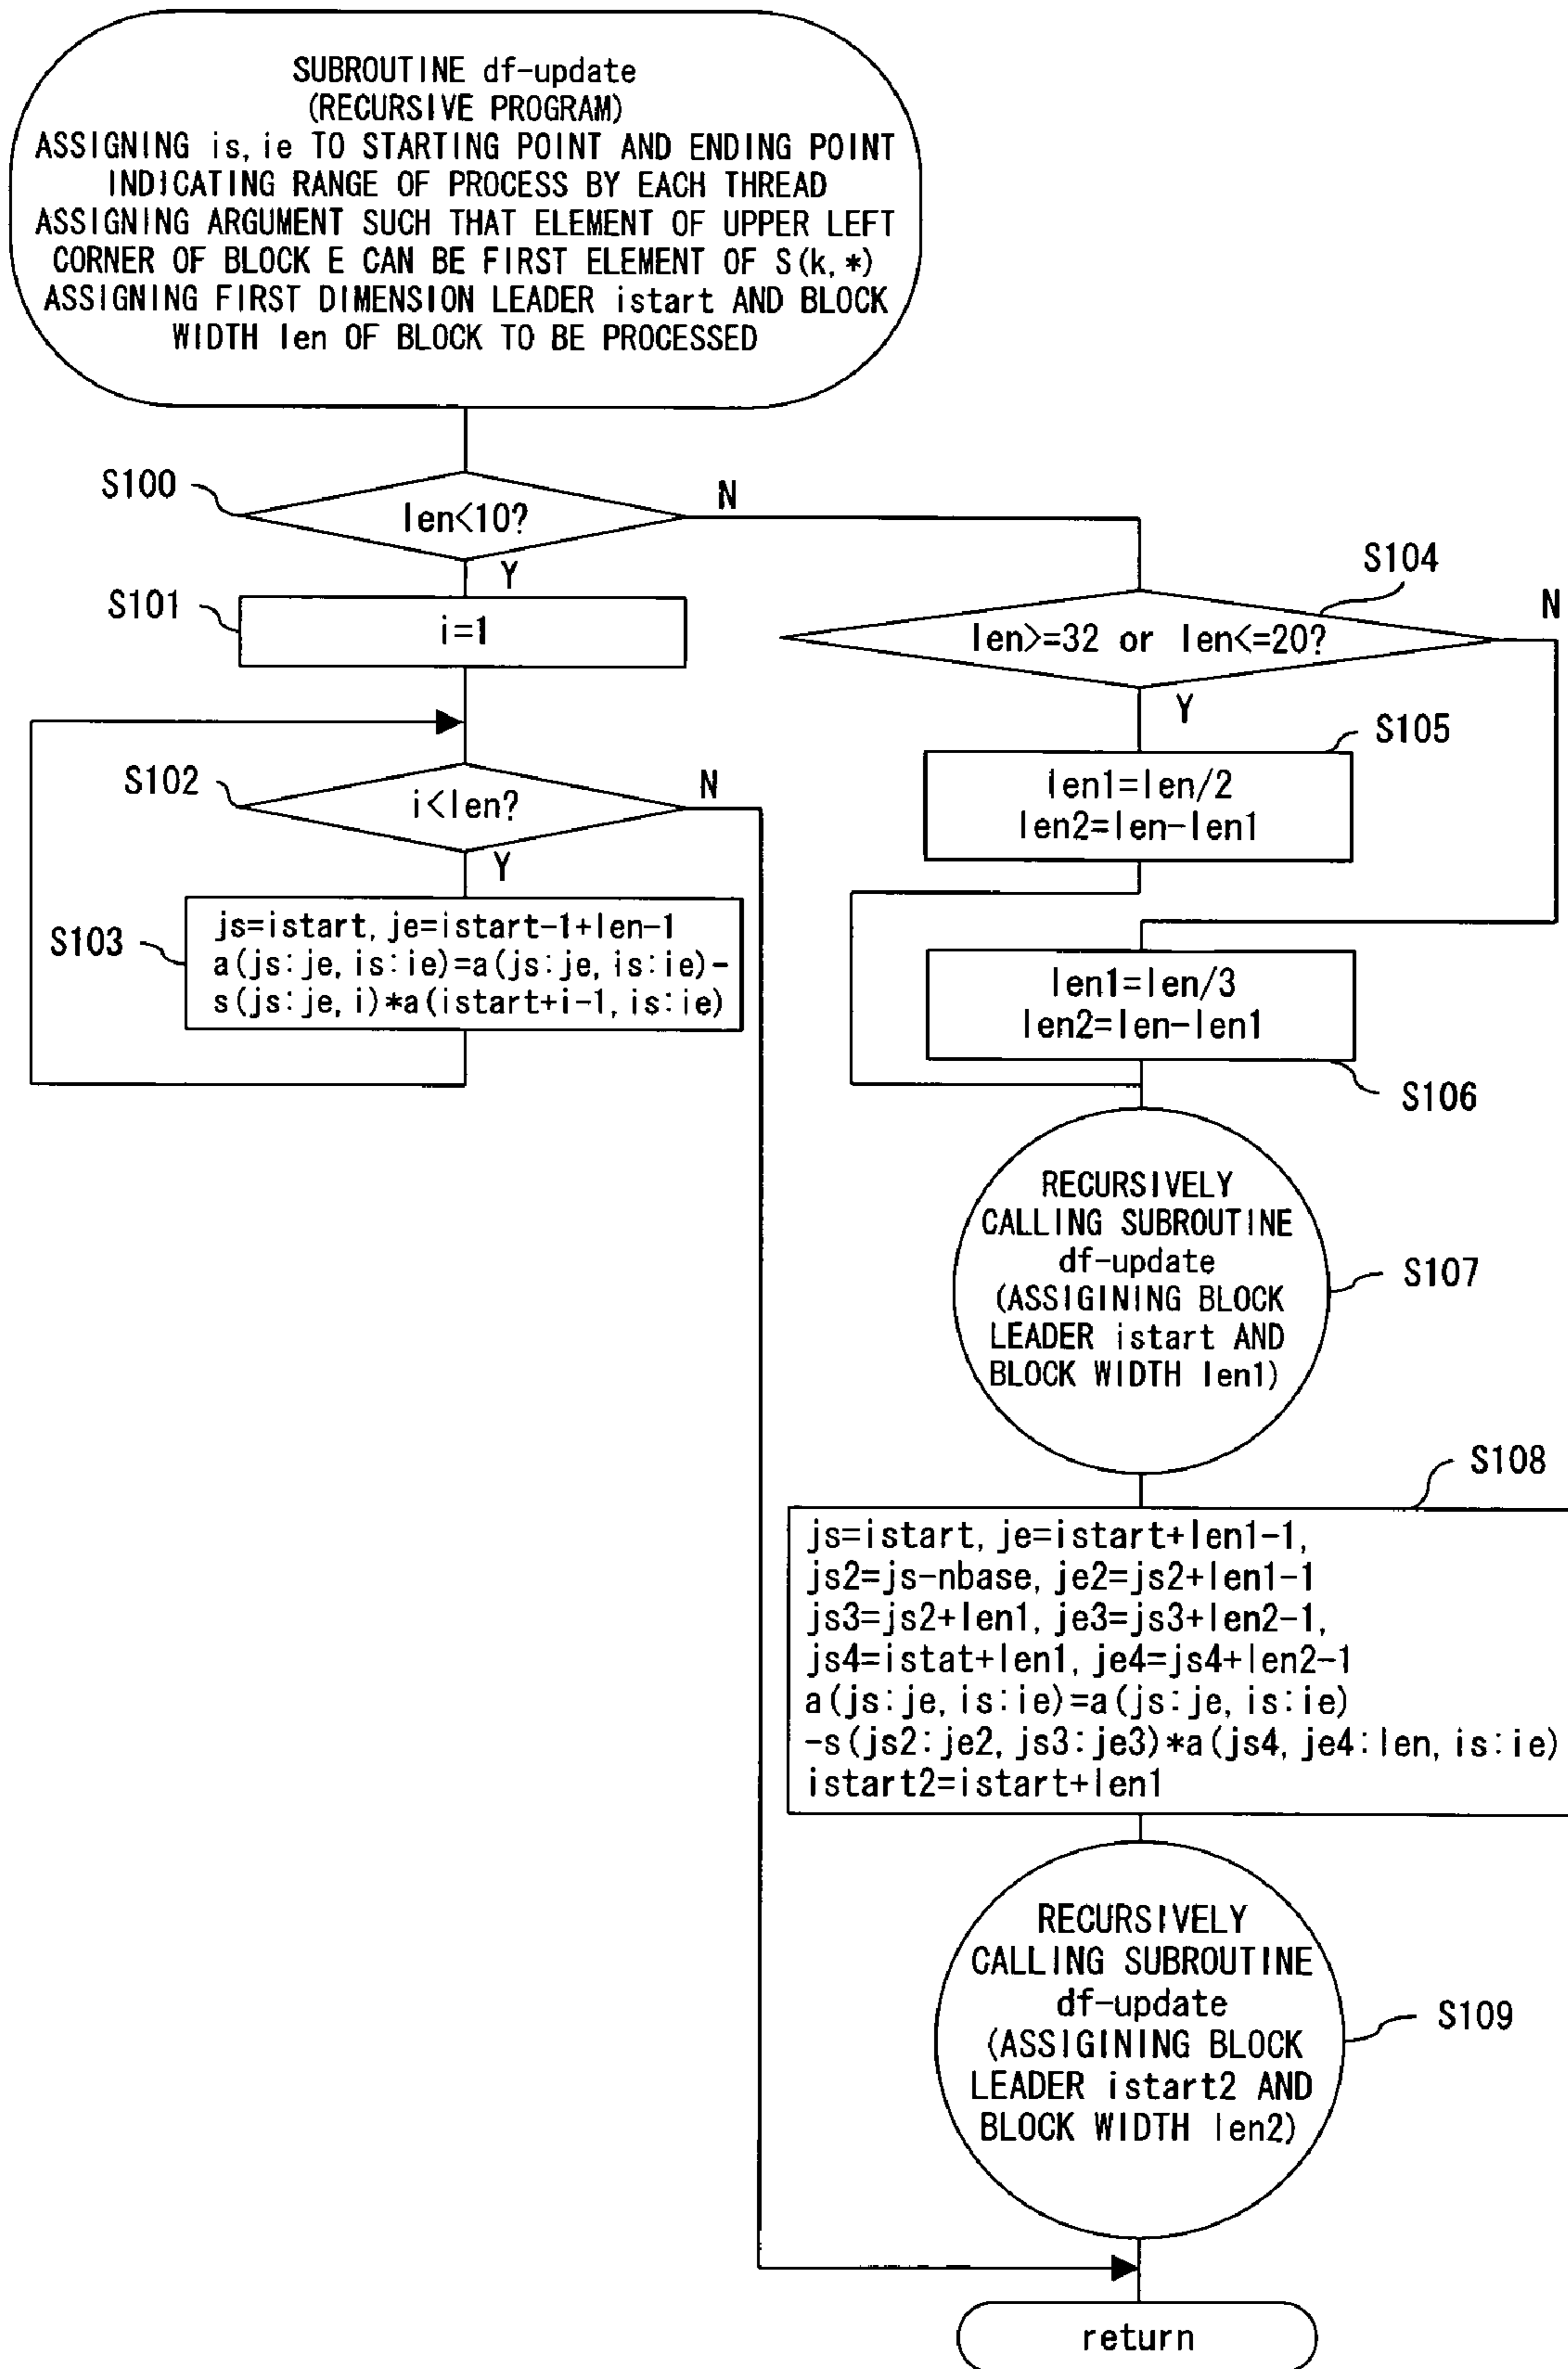 SUBROUTINE df-update
(RECURSIVE PROGRAM)
ASSIGNING is, ie TO STARTING POINT AND ENDING POINT
INDICATING RANGE OF PROCESS BY EACH THREAD
ASSIGNING ARGUMENT SUCH THAT ELEMENT OF UPPER LEFT
CORNER OF BLOCK E CAN BE FIRST ELEMENT OF S(k,*)
ASSIGNING FIRST DIMENSION LEADER istart AND BLOCK
WIDTH len OF BLOCK TO BE PROCESSED
S100
len<10?
N
Y
S101
i=1
S102
i<len?
N
Y
S103
js=istart, je=istart-1+len-1
a(js:je, is:ie)=a(js:je, is:ie)-
s(js:je, i)*a(istart+i-1, is:ie)
S104
len>=32 or len<=20?
N
Y
S105
len1=len/2
len2=len-len1
len1=len/3
len2=len-len1
S106
RECURSIVELY
CALLING SUBROUTINE
df-update
(ASSIGINING BLOCK
LEADER istart AND
BLOCK WIDTH len1)
S107
S108
js=istart, je=istart+len1-1,
js2=js-nbase, je2=js2+len1-1
js3=js2+len1, je3=js3+len2-1,
js4=istat+len1, je4=js4+len2-1
a(js:je, is:ie)=a(js:je, is:ie)
-s(js2:je2, js3:je3)*a(js4, je4:len, is:ie)
istart2=istart+len1
RECURSIVELY
CALLING SUBROUTINE
df-update
(ASSIGINING BLOCK
LEADER istart2 AND
BLOCK WIDTH len2)
S109
return